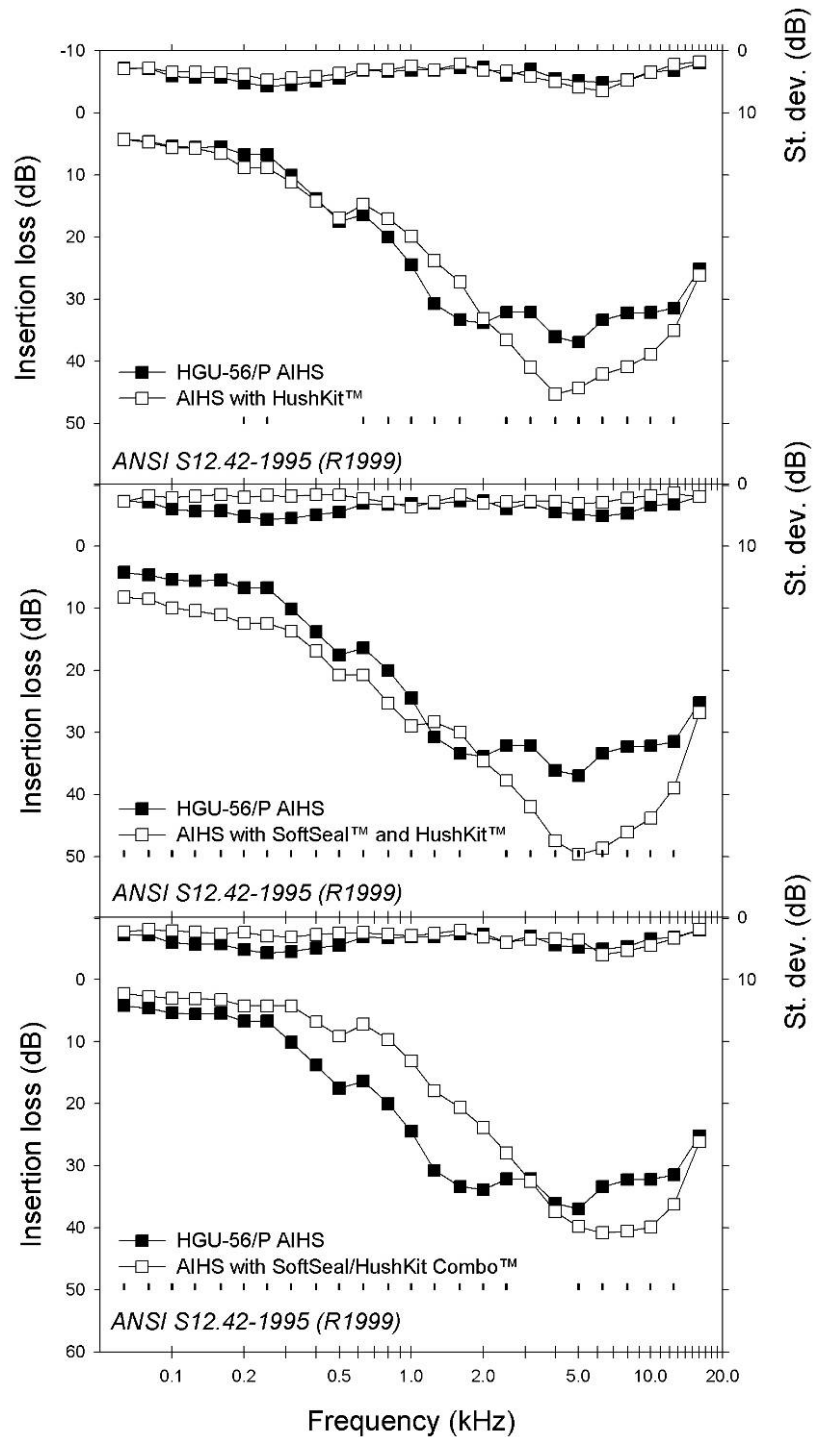 -10
0
10
20
30
40
50
Insertion loss (dB)
0
10
St. dev. (dB)
HGU-56/P AIHS
AIHS with HushKit™
ANSI S12.42-1995 (R1999)
0
10
20
30
40
50
Insertion loss (dB)
0
10
St. dev. (dB)
HGU-56/P AIHS
AIHS with SoftSeal™ and HushKit™
ANSI S12.42-1995 (R1999)
0
10
20
30
40
50
60
Insertion loss (dB)
0
10
St. dev. (dB)
HGU-56/P AIHS
AIHS with SoftSeal/HushKit Combo™
ANSI S12.42-1995 (R1999)
0.1 0.2 0.5 1.0 2.0 5.0 10.0 20.0
Frequency (kHz)